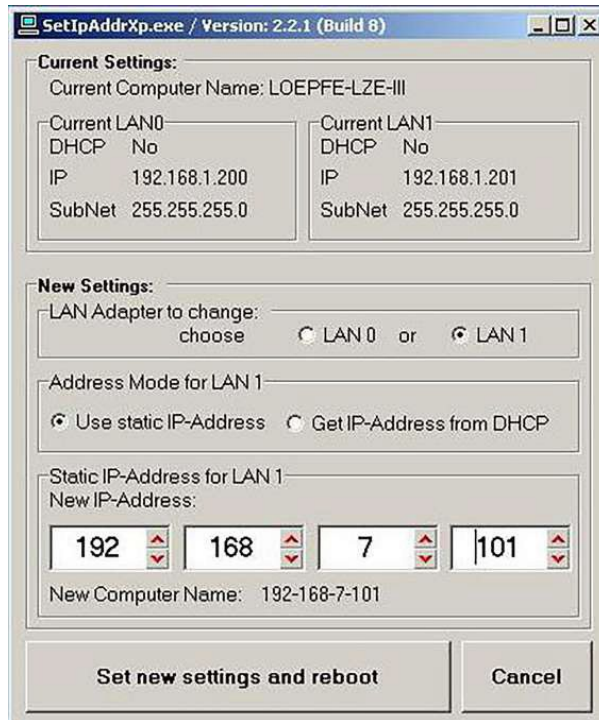 SetIpAddrXp.exe / Version: 2.2.1 (Build 8)
Current Settings:
Current Computer Name: LOEPFE-LZE-III
Current LAN0
DHCP No
IP 192.168.1.200
SubNet 255.255.255.0
Current LAN1
DHCP No
IP 192.168.1.201
SubNet 255.255.255.0
New Settings:
LAN Adapter to change:
choose LAN 0 or LAN 1
Address Mode for LAN 1
Use static IP-Address Get IP-Address from DHCP
Static IP-Address for LAN 1
New IP-Address:
192 168 7 101
New Computer Name: 192-168-7-101
Set new settings and reboot Cancel